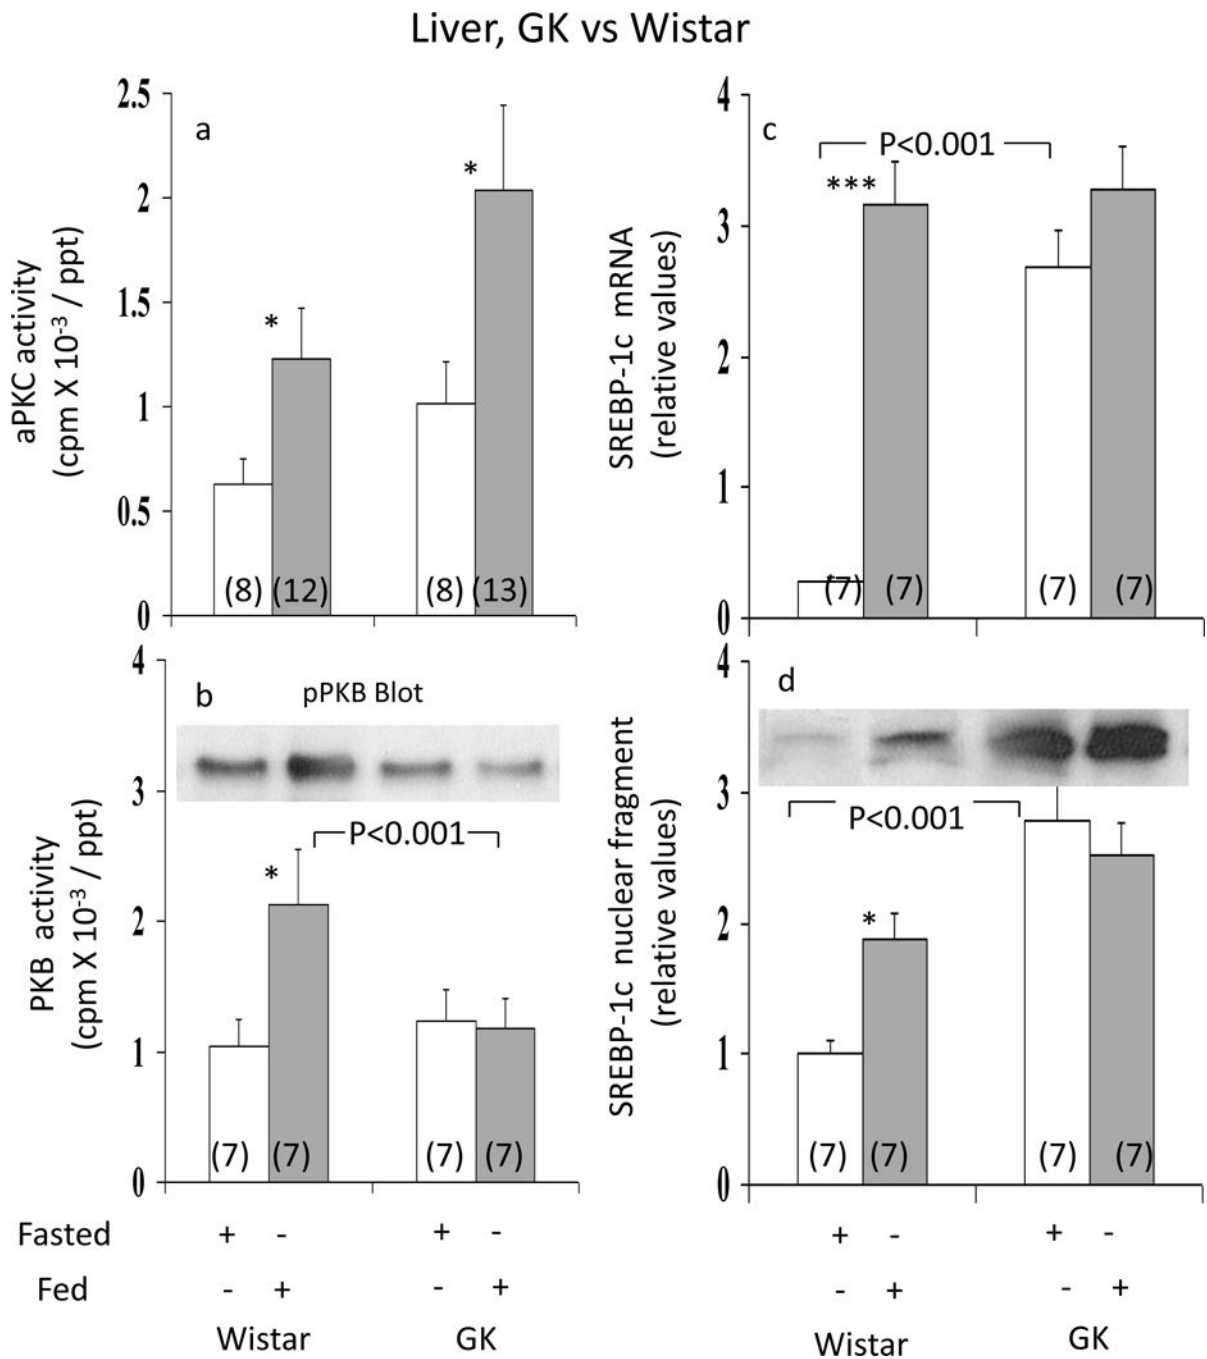 Liver, GK vs Wistar
a
aPKC activity
(cpm X 10⁻³ / ppt)
2.5
2
1.5
1
0.5
0
*
*
(8) (12) (8) (13)
c
SREBP-1c mRNA
(relative values)
4
3
2
1
0
P<0.001
***
(7) (7) (7) (7)
b
pPKB Blot
PKB activity
(cpm X 10⁻³ / ppt)
4
3
2
1
0
P<0.001
*
(7) (7) (7) (7)
d
SREBP-1c nuclear fragment
(relative values)
4
3
2
1
0
P<0.001
*
(7) (7) (7) (7)
Fasted + - + - + - + -
Fed - + - + - + - +
Wistar GK Wistar GK